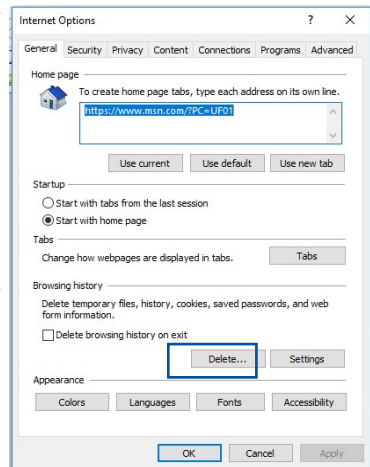 Internet Options ? X
General Security Privacy Content Connections Programs Advanced
Home page
To create home page tabs, type each address on its own line.
https://www.msn.com/?PC=UF01
Use current Use default Use new tab
Startup
Start with tabs from the last session
Start with home page
Tabs
Change how webpages are displayed in tabs. Tabs
Browsing history
Delete temporary files, history, cookies, saved passwords, and web
form information.
Delete browsing history on exit
Delete... Settings
Appearance
Colors Languages Fonts Accessibility
OK Cancel Apply